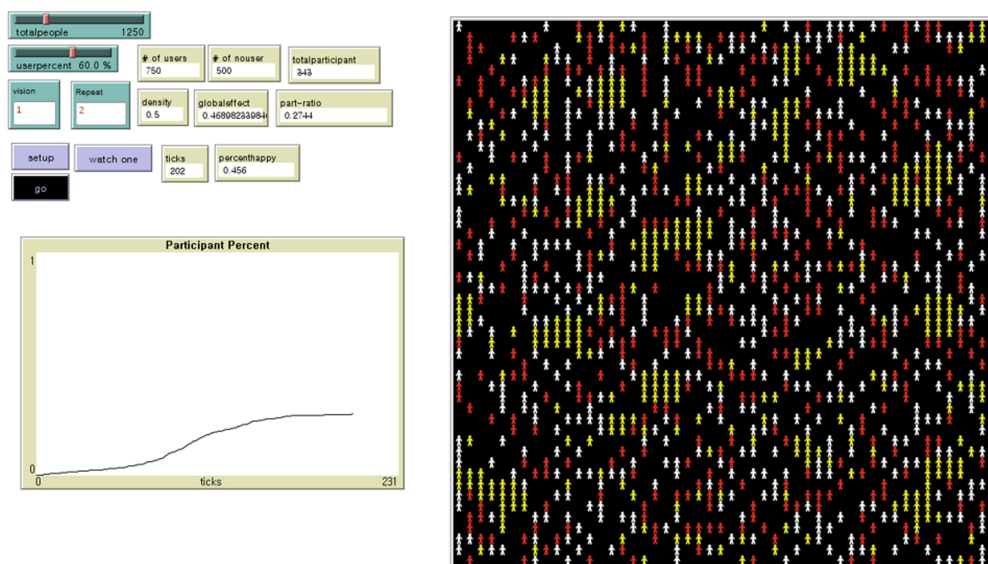 totalpeople 1250
userpercent 60.0 %
# of users
750
# of nouser
500
totalparticipant
343
vision
1
Repeat
2
density
0.5
globaleffect
part-ratio
0.2744
setup
watch one
ticks
202
percenthappy
0.456
go
Participant Percent
1
0
0
ticks
231